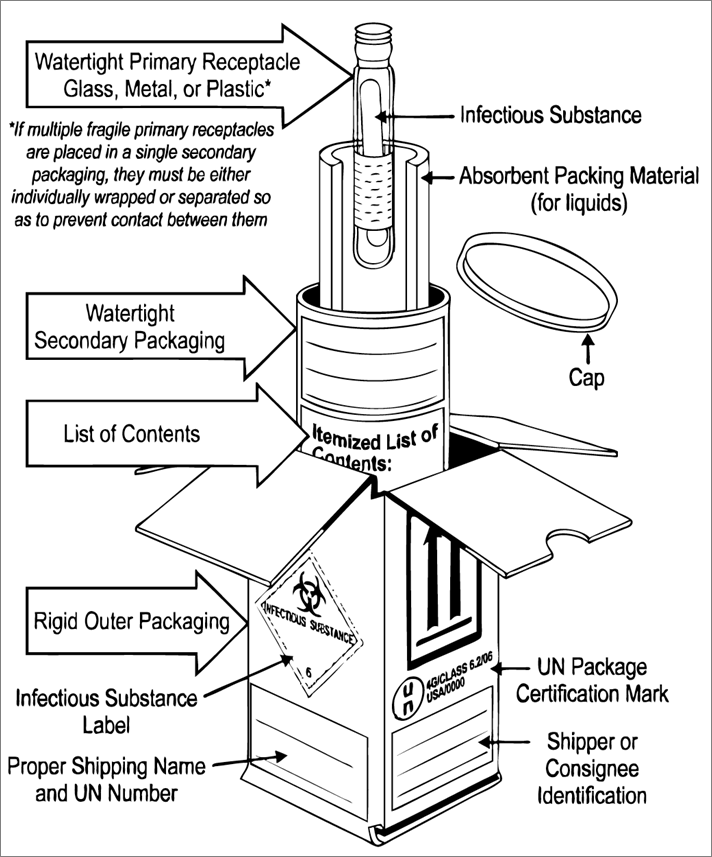 Watertight Primary Receptacle
Glass, Metal, or Plastic*
*If multiple fragile primary receptacles
are placed in a single secondary
packaging, they must be either
individually wrapped or separated so
as to prevent contact between them
Infectious Substance
Absorbent Packing Material
(for liquids)
Cap
Watertight
Secondary Packaging
List of Contents
Itemized List of
Contents:
Rigid Outer Packaging
INFECTIOUS SUBSTANCE
6
Infectious Substance
Label
Proper Shipping Name
and UN Number
u
n
4G/CLASS 6.2/06
USA/0000
UN Package
Certification Mark
Shipper or
Consignee
Identification